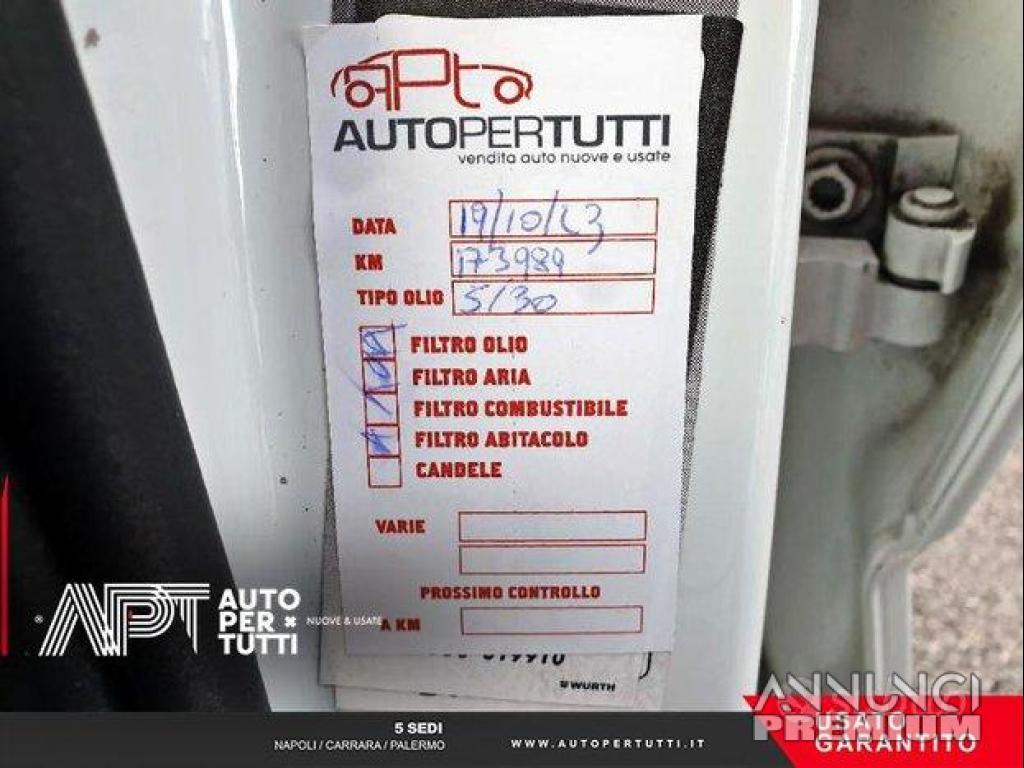 APto
AUTOPERTUTTI
vendita auto nuove e usate
DATA 19/10/23
KM 173989
TIPO OLIO 5/30
FILTRO OLIO
FILTRO ARIA
FILTRO COMBUSTIBILE
FILTRO ABITACOLO
CANDELE
VARIE
PROSSIMO CONTROLLO
A KM
WÜRTH
APT AUTO
PER
TUTTI
NUOVE & USATE
5 SEDI
NAPOLI / CARRARA / PALERMO
WWW.AUTOPERTUTTI.IT
ANNUNCI
PREMIUM
USATO
GARANTITO